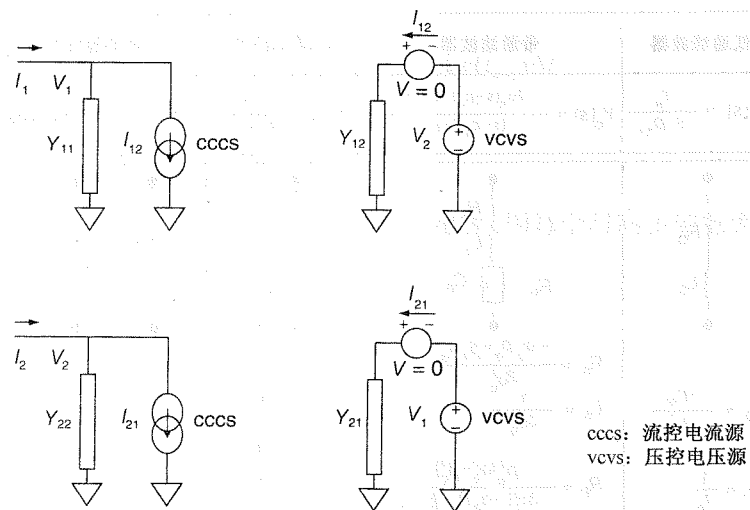 I₁₂
+ −
I₁ V₁
V = 0
Y₁₁ I₁₂ cccs
Y₁₂ V₂ + − vcvs
I₂₁
+ −
I₂ V₂
V = 0
Y₂₂ I₂₁ cccs
Y₂₁ V₁ + − vcvs
cccs: 流控电流源
vcvs: 压控电压源